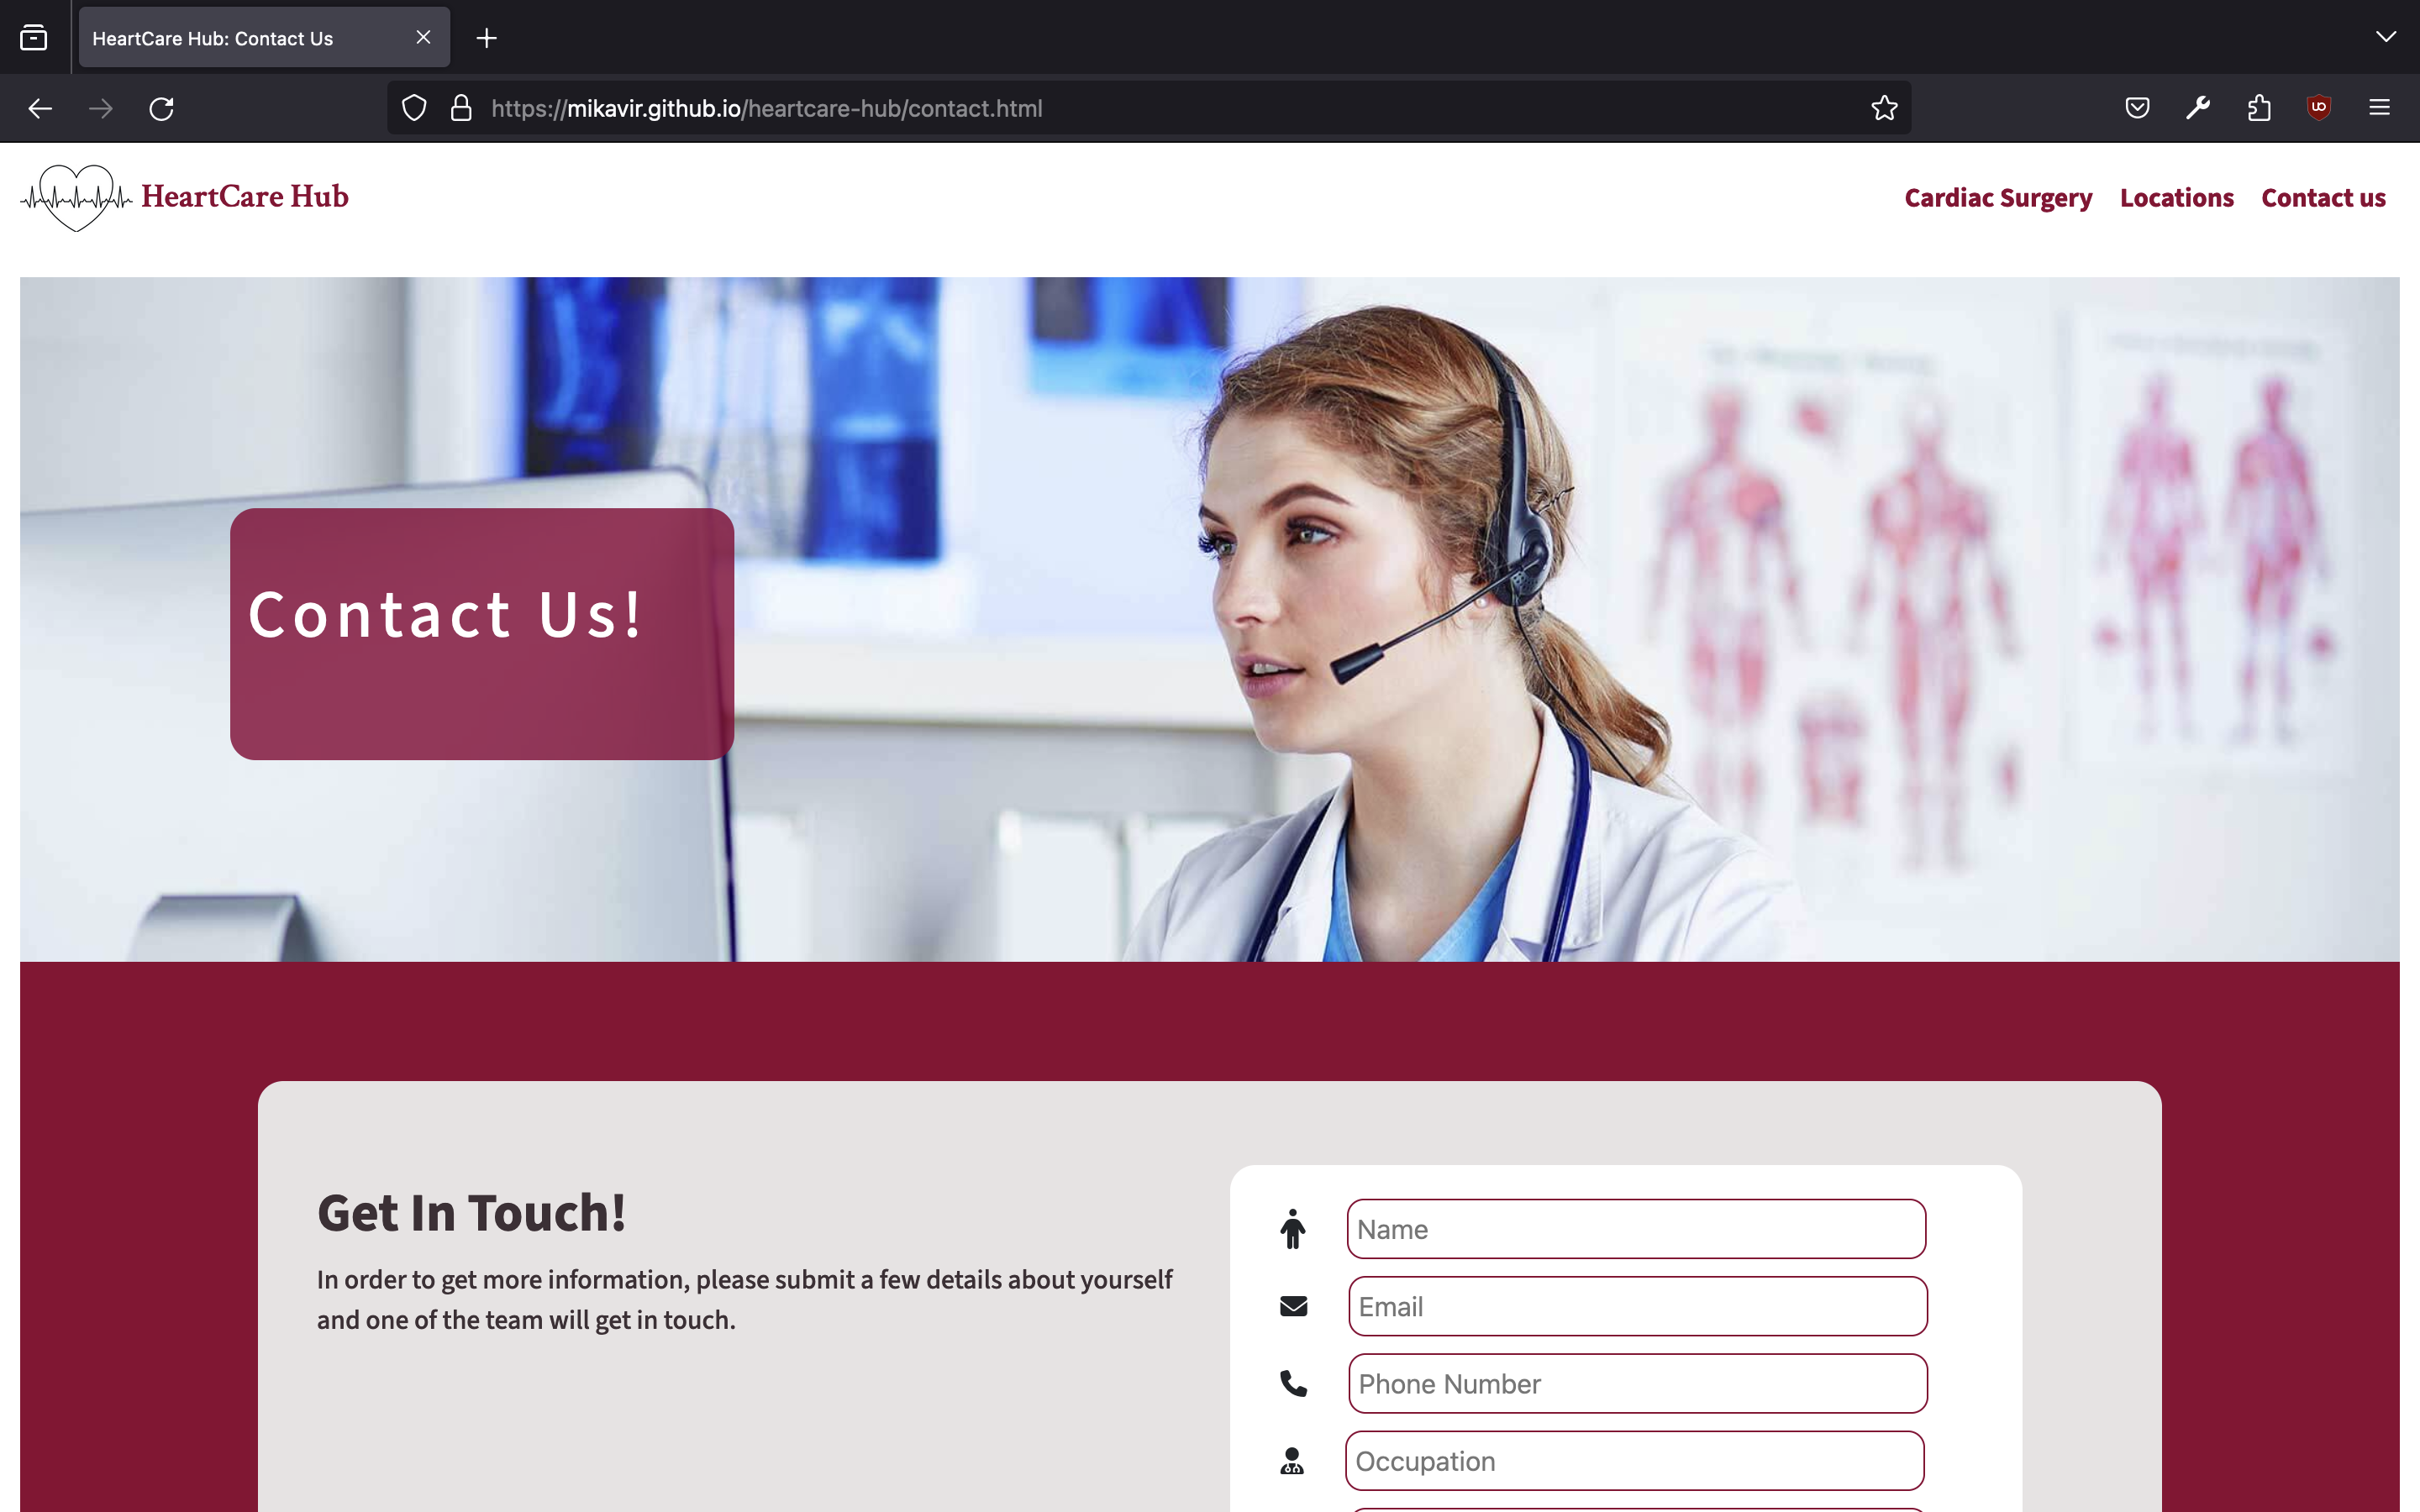 HeartCare Hub: Contact Us
https://mikavir.github.io/heartcare-hub/contact.html
HeartCare Hub
Cardiac Surgery
Locations
Contact us
Contact Us!
Get In Touch!
In order to get more information, please submit a few details about yourself
and one of the team will get in touch.
Name
Email
Phone Number
Occupation